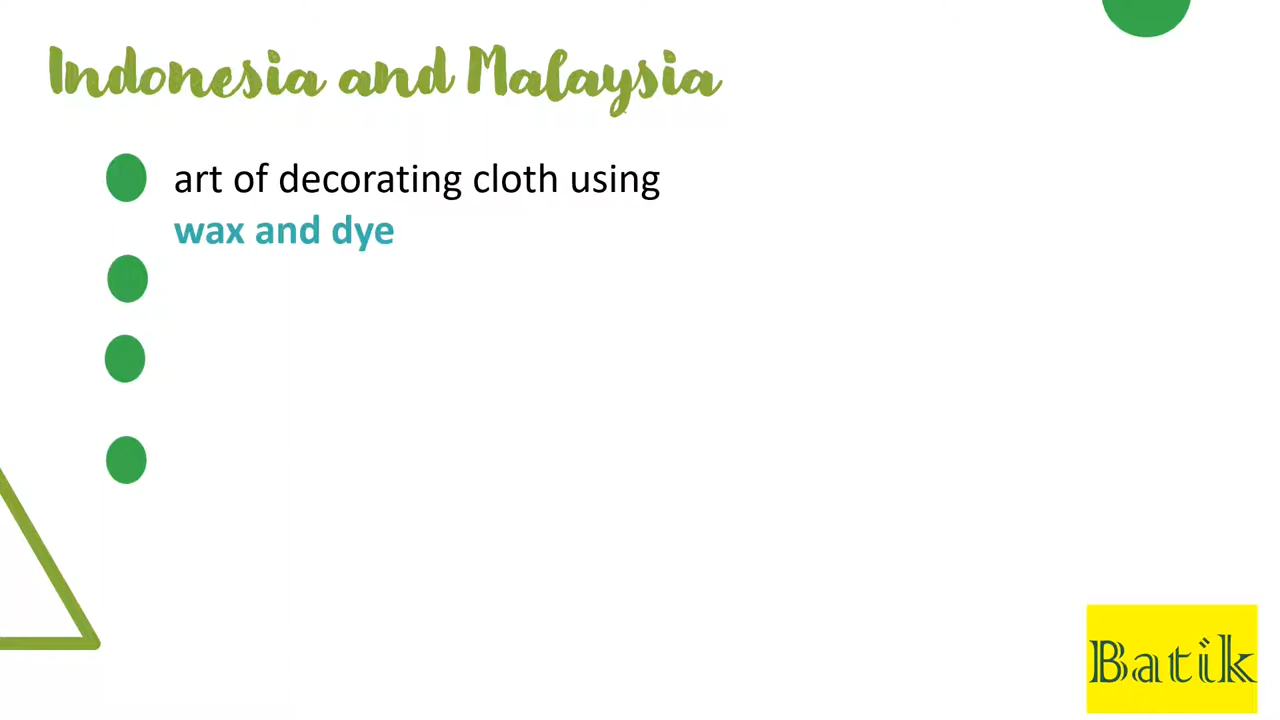 Indonesia and Malaysia
art of decorating cloth using
wax and dye
Batik